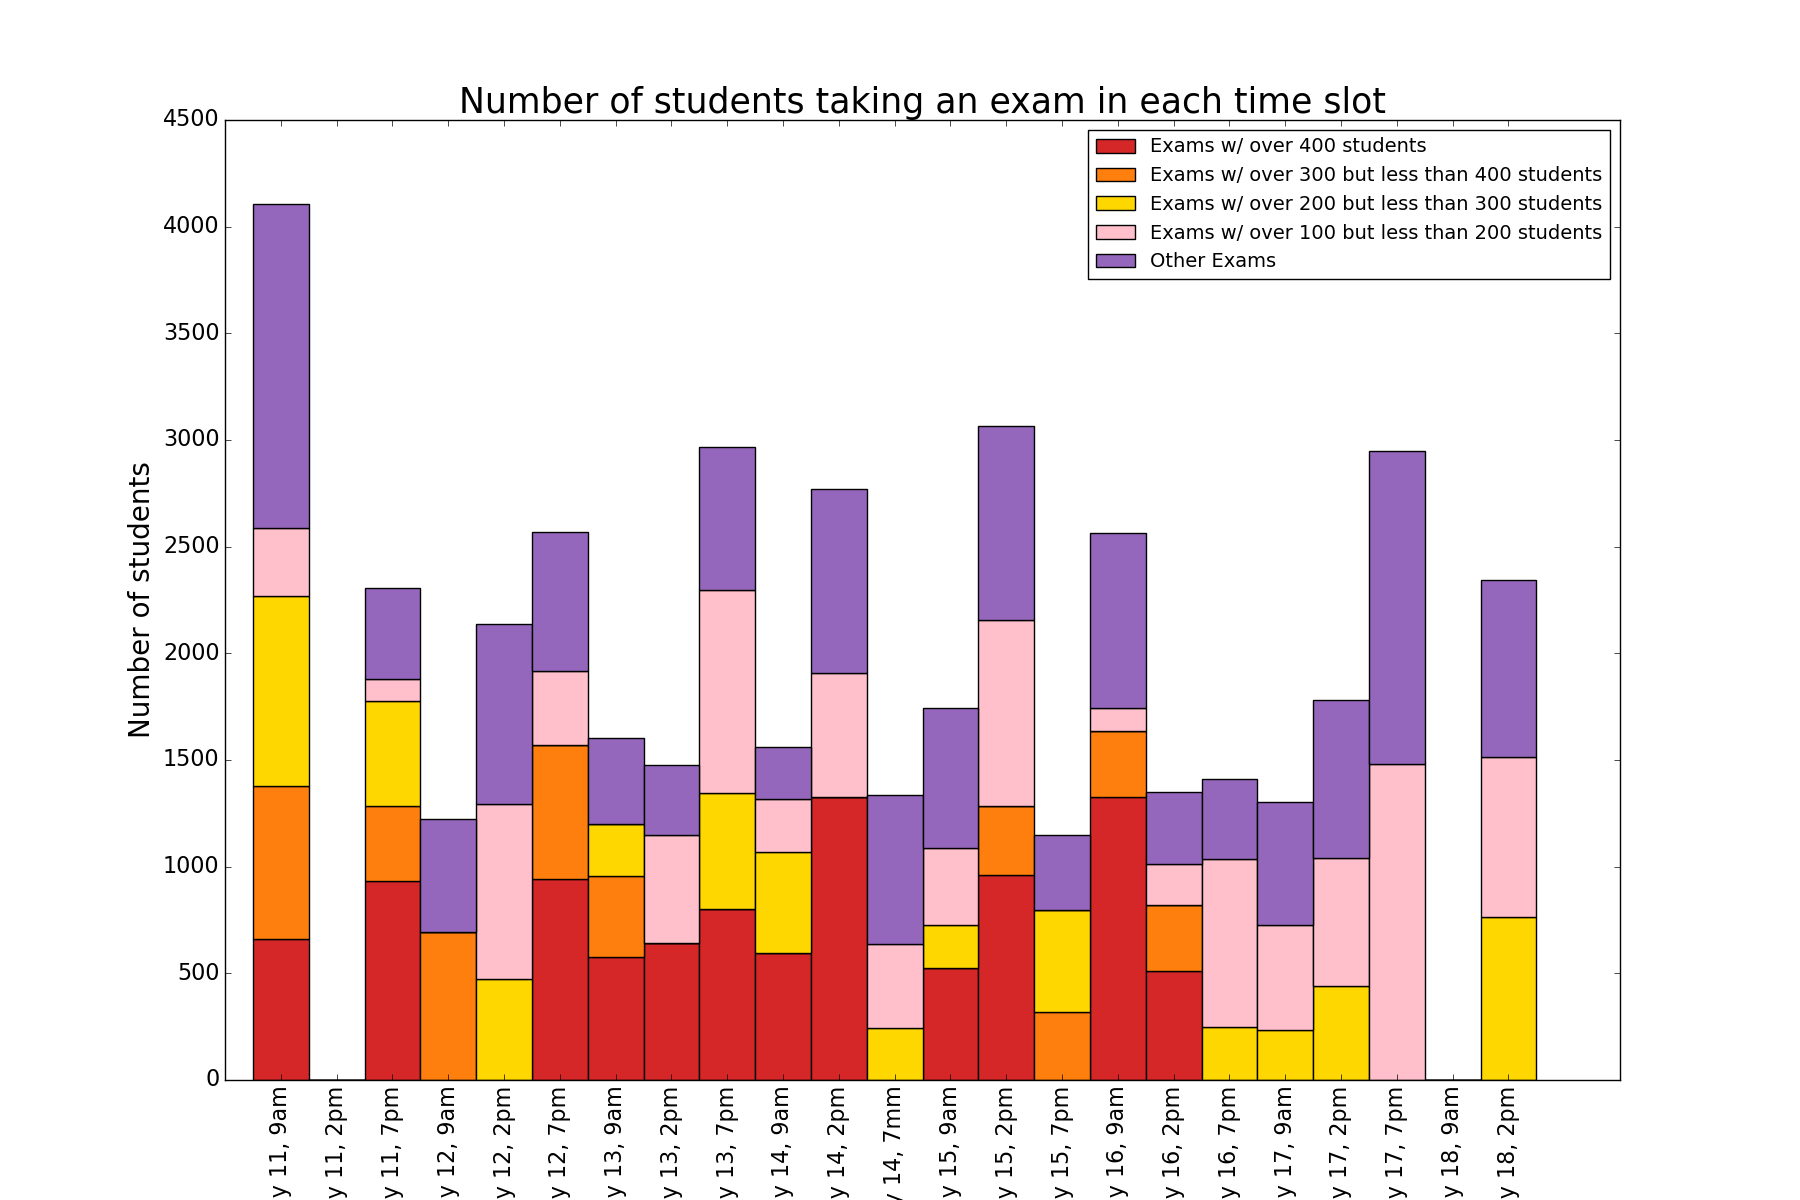 Number of students taking an exam in each time slot
4500
4000
3500
3000
2500
2000
1500
1000
500
0
Number of students
Exams w/ over 400 students
Exams w/ over 300 but less than 400 students
Exams w/ over 200 but less than 300 students
Exams w/ over 100 but less than 200 students
Other Exams
y 11, 9am
y 11, 2pm
y 11, 7pm
y 12, 9am
y 12, 2pm
y 12, 7pm
y 13, 9am
y 13, 2pm
y 13, 7pm
y 14, 9am
y 14, 2pm
y 14, 7mm
y 15, 9am
y 15, 2pm
y 15, 7pm
y 16, 9am
y 16, 2pm
y 16, 7pm
y 17, 9am
y 17, 2pm
y 17, 7pm
y 18, 9am
y 18, 2pm